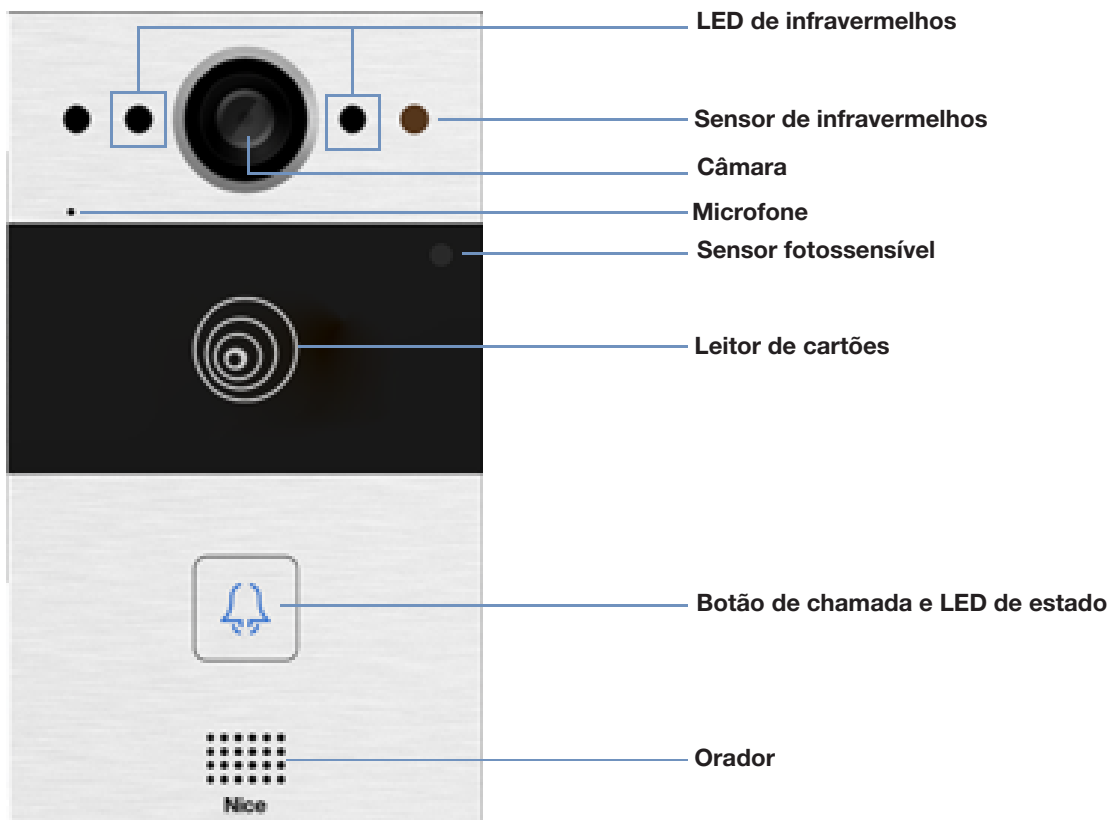 LED de infravermelhos
Sensor de infravermelhos
Câmara
Microfone
Sensor fotossensível
Leitor de cartões
Botão de chamada e LED de estado
Orador
Nice